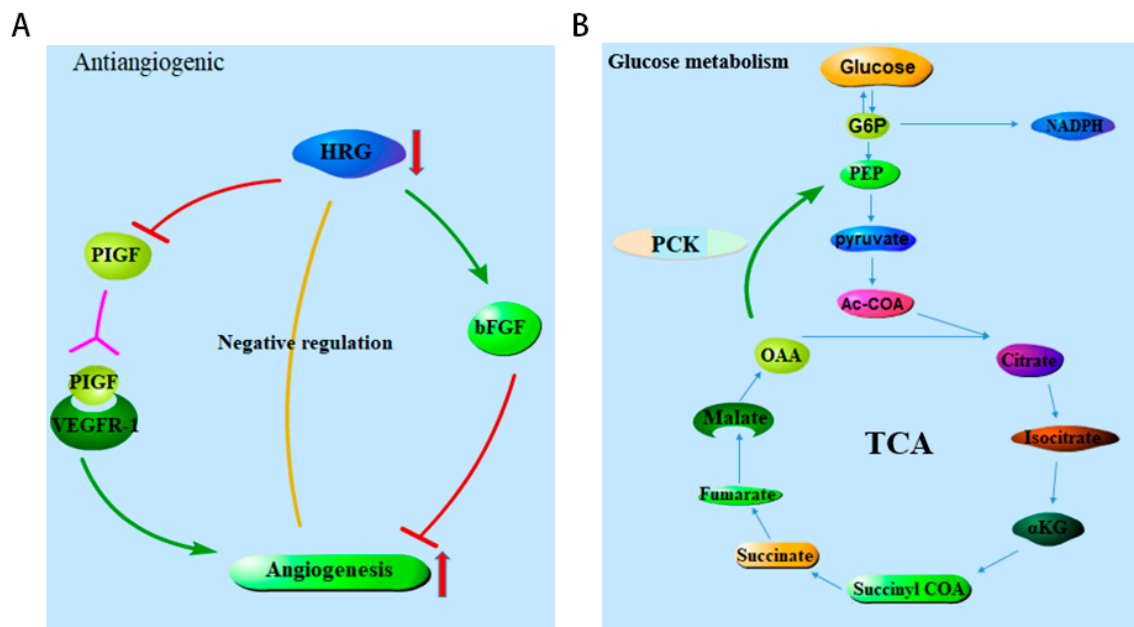 A
Antiangiogenic
HRG
PIGF
bFGF
Negative regulation
PIGF
VEGFR-1
Angiogenesis
B
Glucose metabolism
Glucose
G6P
NADPH
PEP
PCK
pyruvate
Ac-COA
OAA
Citrate
Malate
TCA
Isocitrate
Fumarate
αKG
Succinate
Succinyl COA